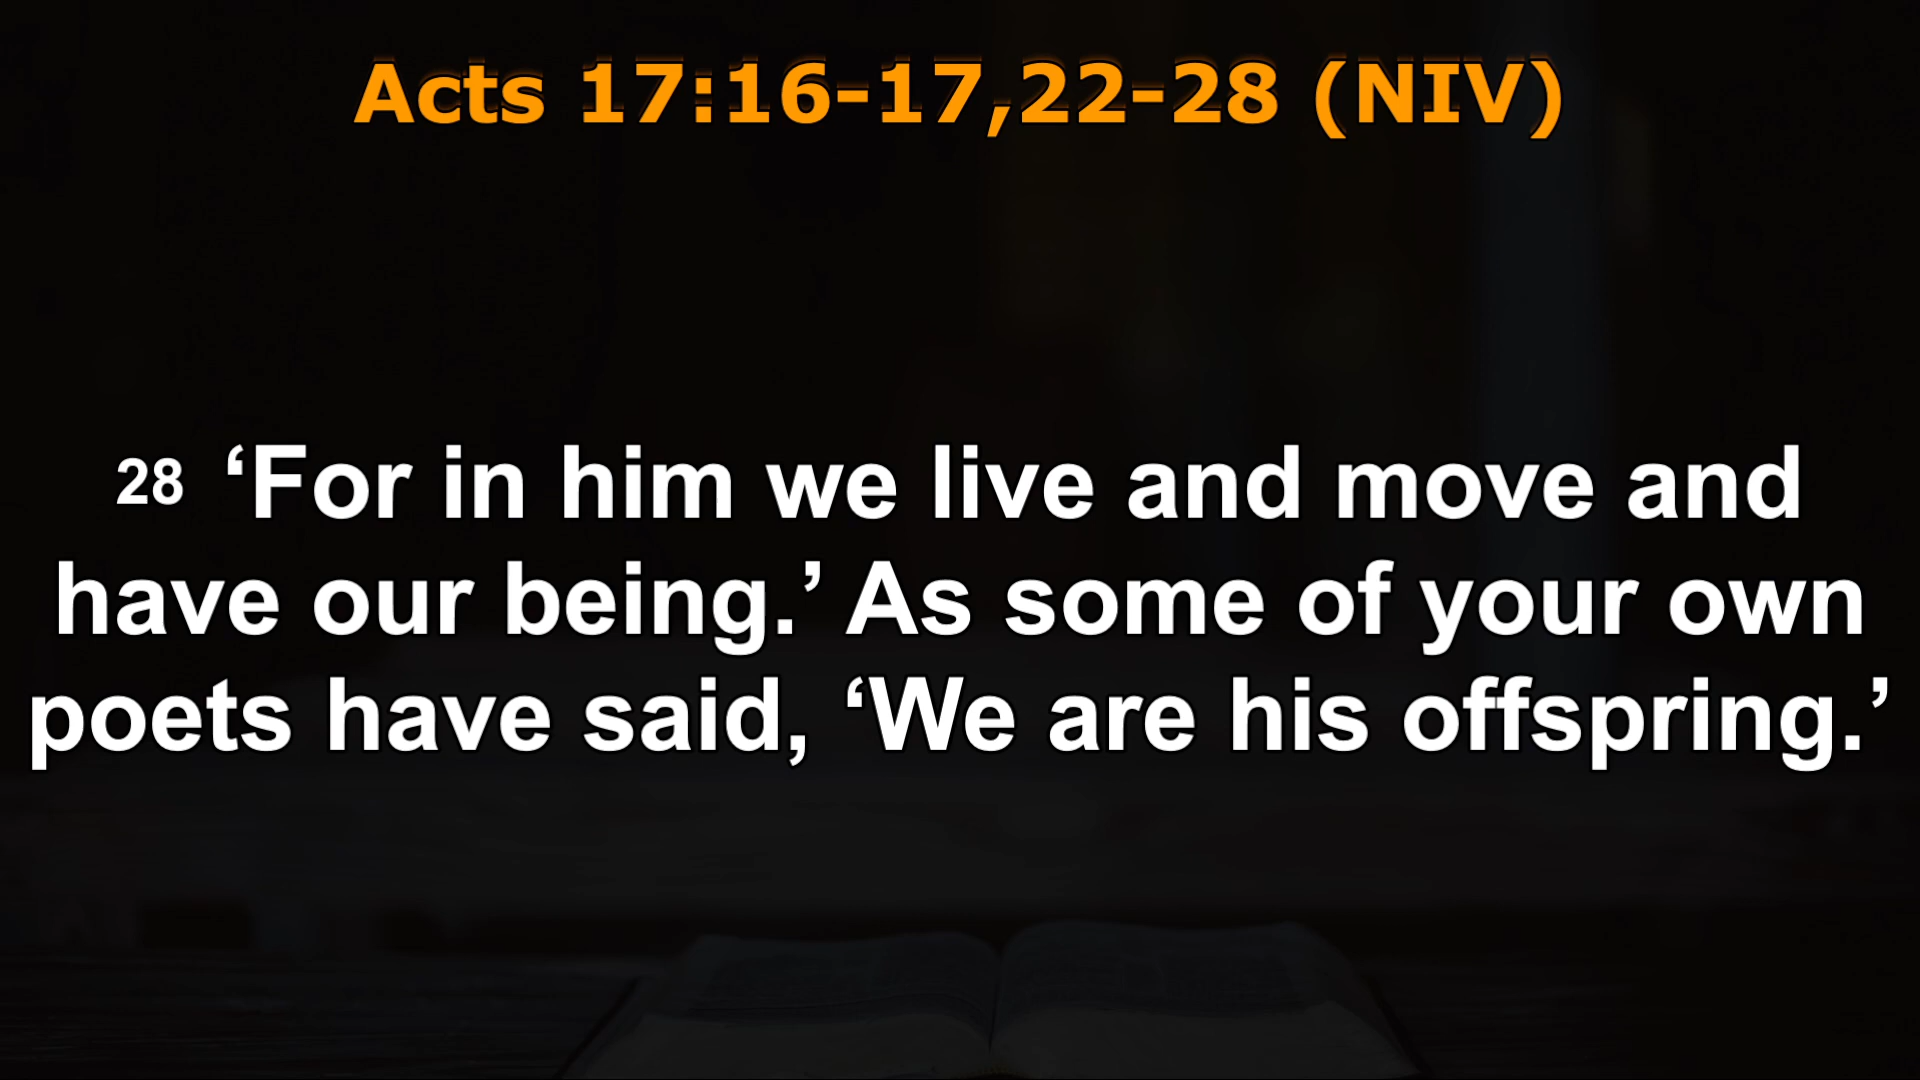 Acts 17:16-17,22-28 (NIV)
28 ‘For in him we live and move and
have our being.’ As some of your own
poets have said, ‘We are his offspring.’